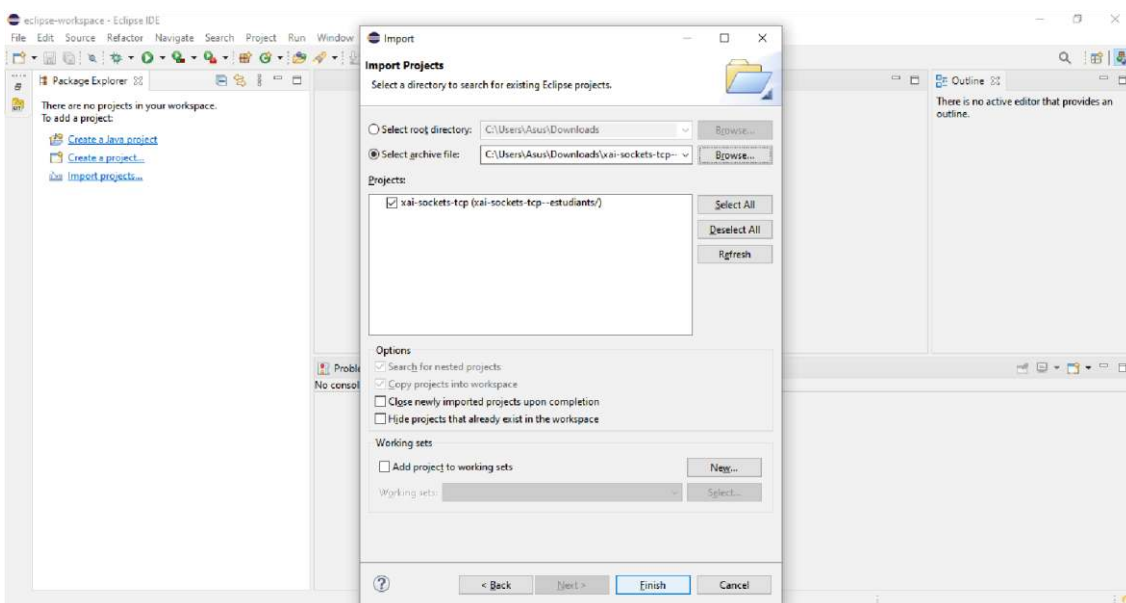 eclipse-workspace - Eclipse IDE
File Edit Source Refactor Navigate Search Project Run Window
Package Explorer
There are no projects in your workspace.
To add a project:
Create a Java project
Create a project...
Import projects...
Import
Import Projects
Select a directory to search for existing Eclipse projects.
Select root directory: C:\Users\Asus\Downloads Browse...
Select archive file: C:\Users\Asus\Downloads\xai-sockets-tcp-- Browse...
Projects:
xai-sockets-tcp (xai-sockets-tcp--estudiants/)
Select All
Deselect All
Refresh
Options
Search for nested projects
Copy projects into workspace
Close newly imported projects upon completion
Hide projects that already exist in the workspace
Working sets
Add project to working sets New...
Working sets: Select...
< Back Next > Finish Cancel
Proble
No consol
Outline
There is no active editor that provides an
outline.